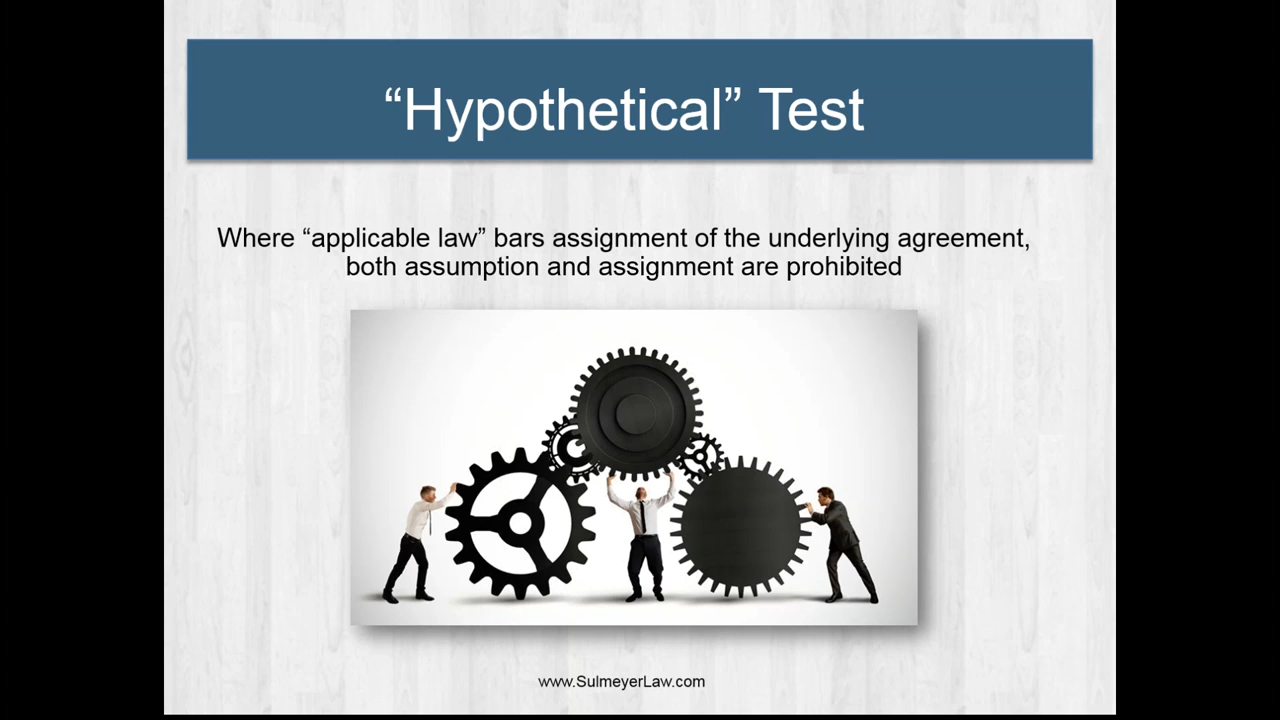 “Hypothetical” Test
Where “applicable law” bars assignment of the underlying agreement,
both assumption and assignment are prohibited
www.SulmeyerLaw.com